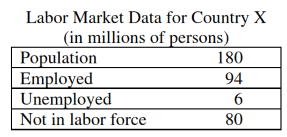 Labor Market Data for Country X
(in millions of persons)
Population 180
Employed 94
Unemployed 6
Not in labor force 80